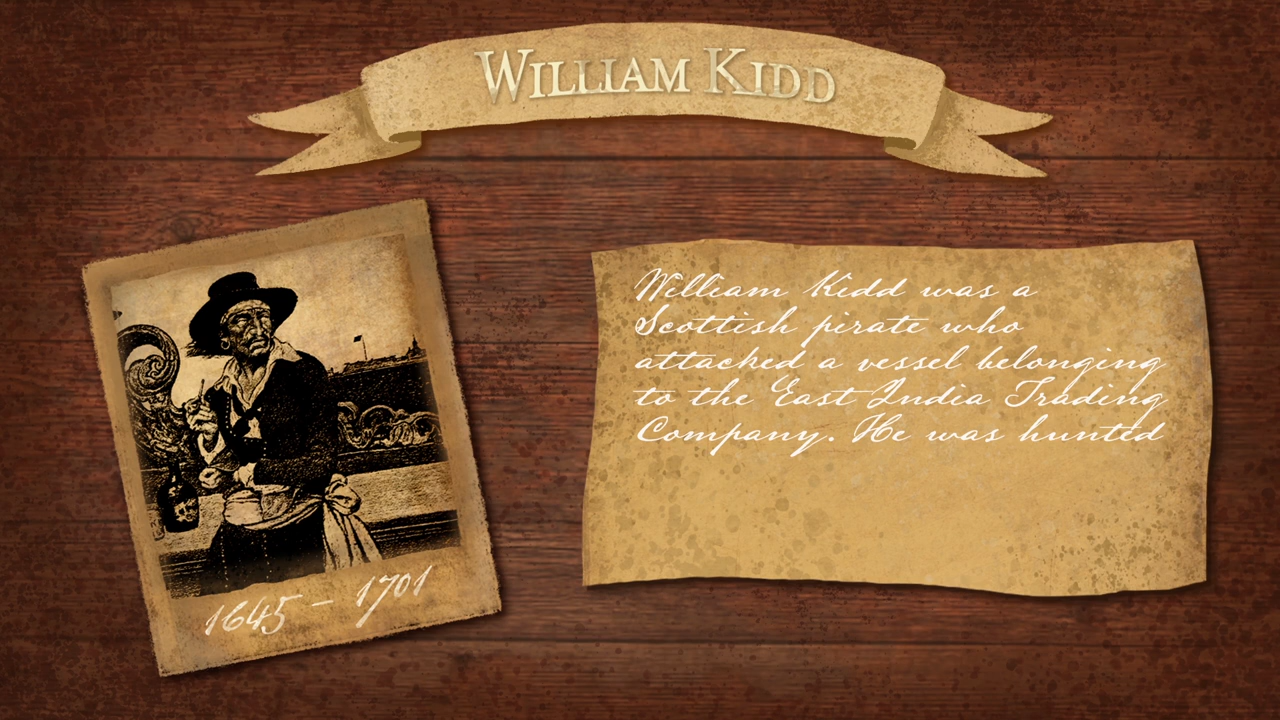 William Kidd
William Kidd was a
Scottish pirate who
attacked a vessel belonging
to the East India Trading
Company. He was hunted
1645 – 1701